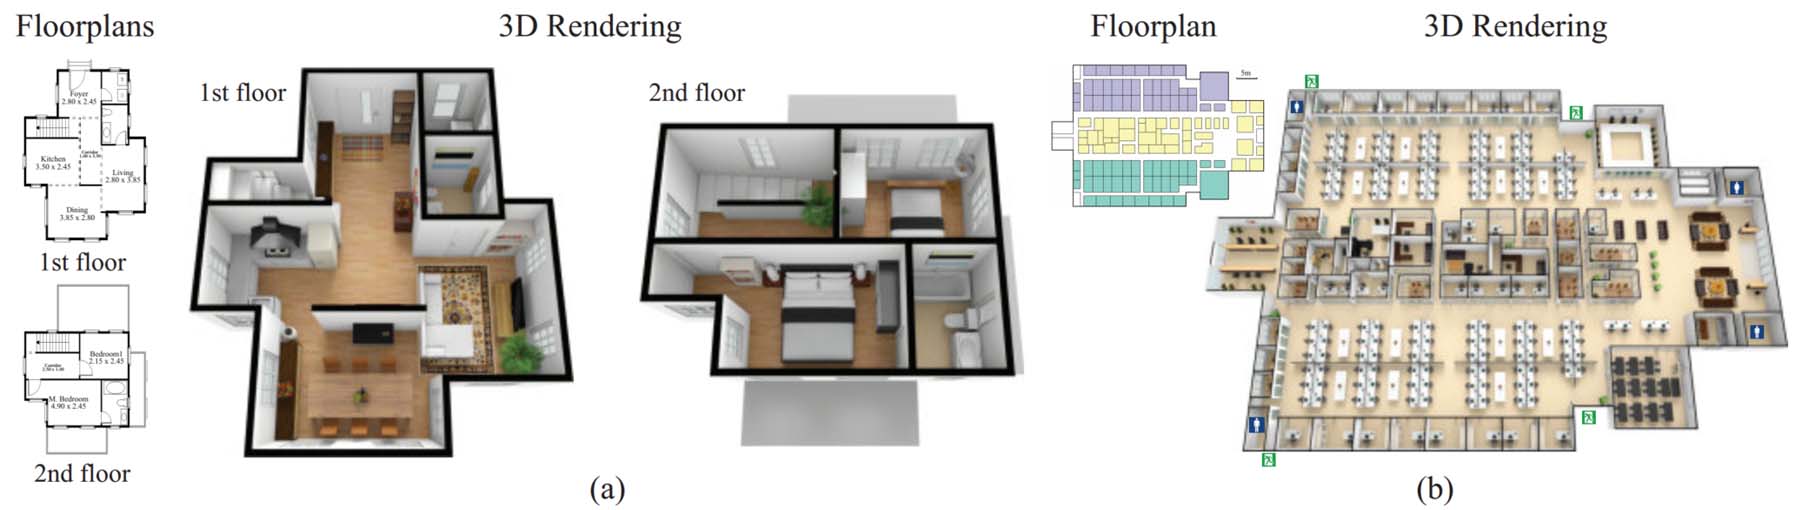 Floorplans
3D Rendering
Floorplan
3D Rendering
Foyer
2.80 x 2.45
Kitchen
3.50 x 2.45
Corridor
Living
2.80 x 3.85
Dining
3.85 x 2.80
1st floor
Bedroom1
2.15 x 2.45
Corridor
M. Bedroom
4.90 x 2.45
2nd floor
1st floor
2nd floor
(a)
5m
(b)